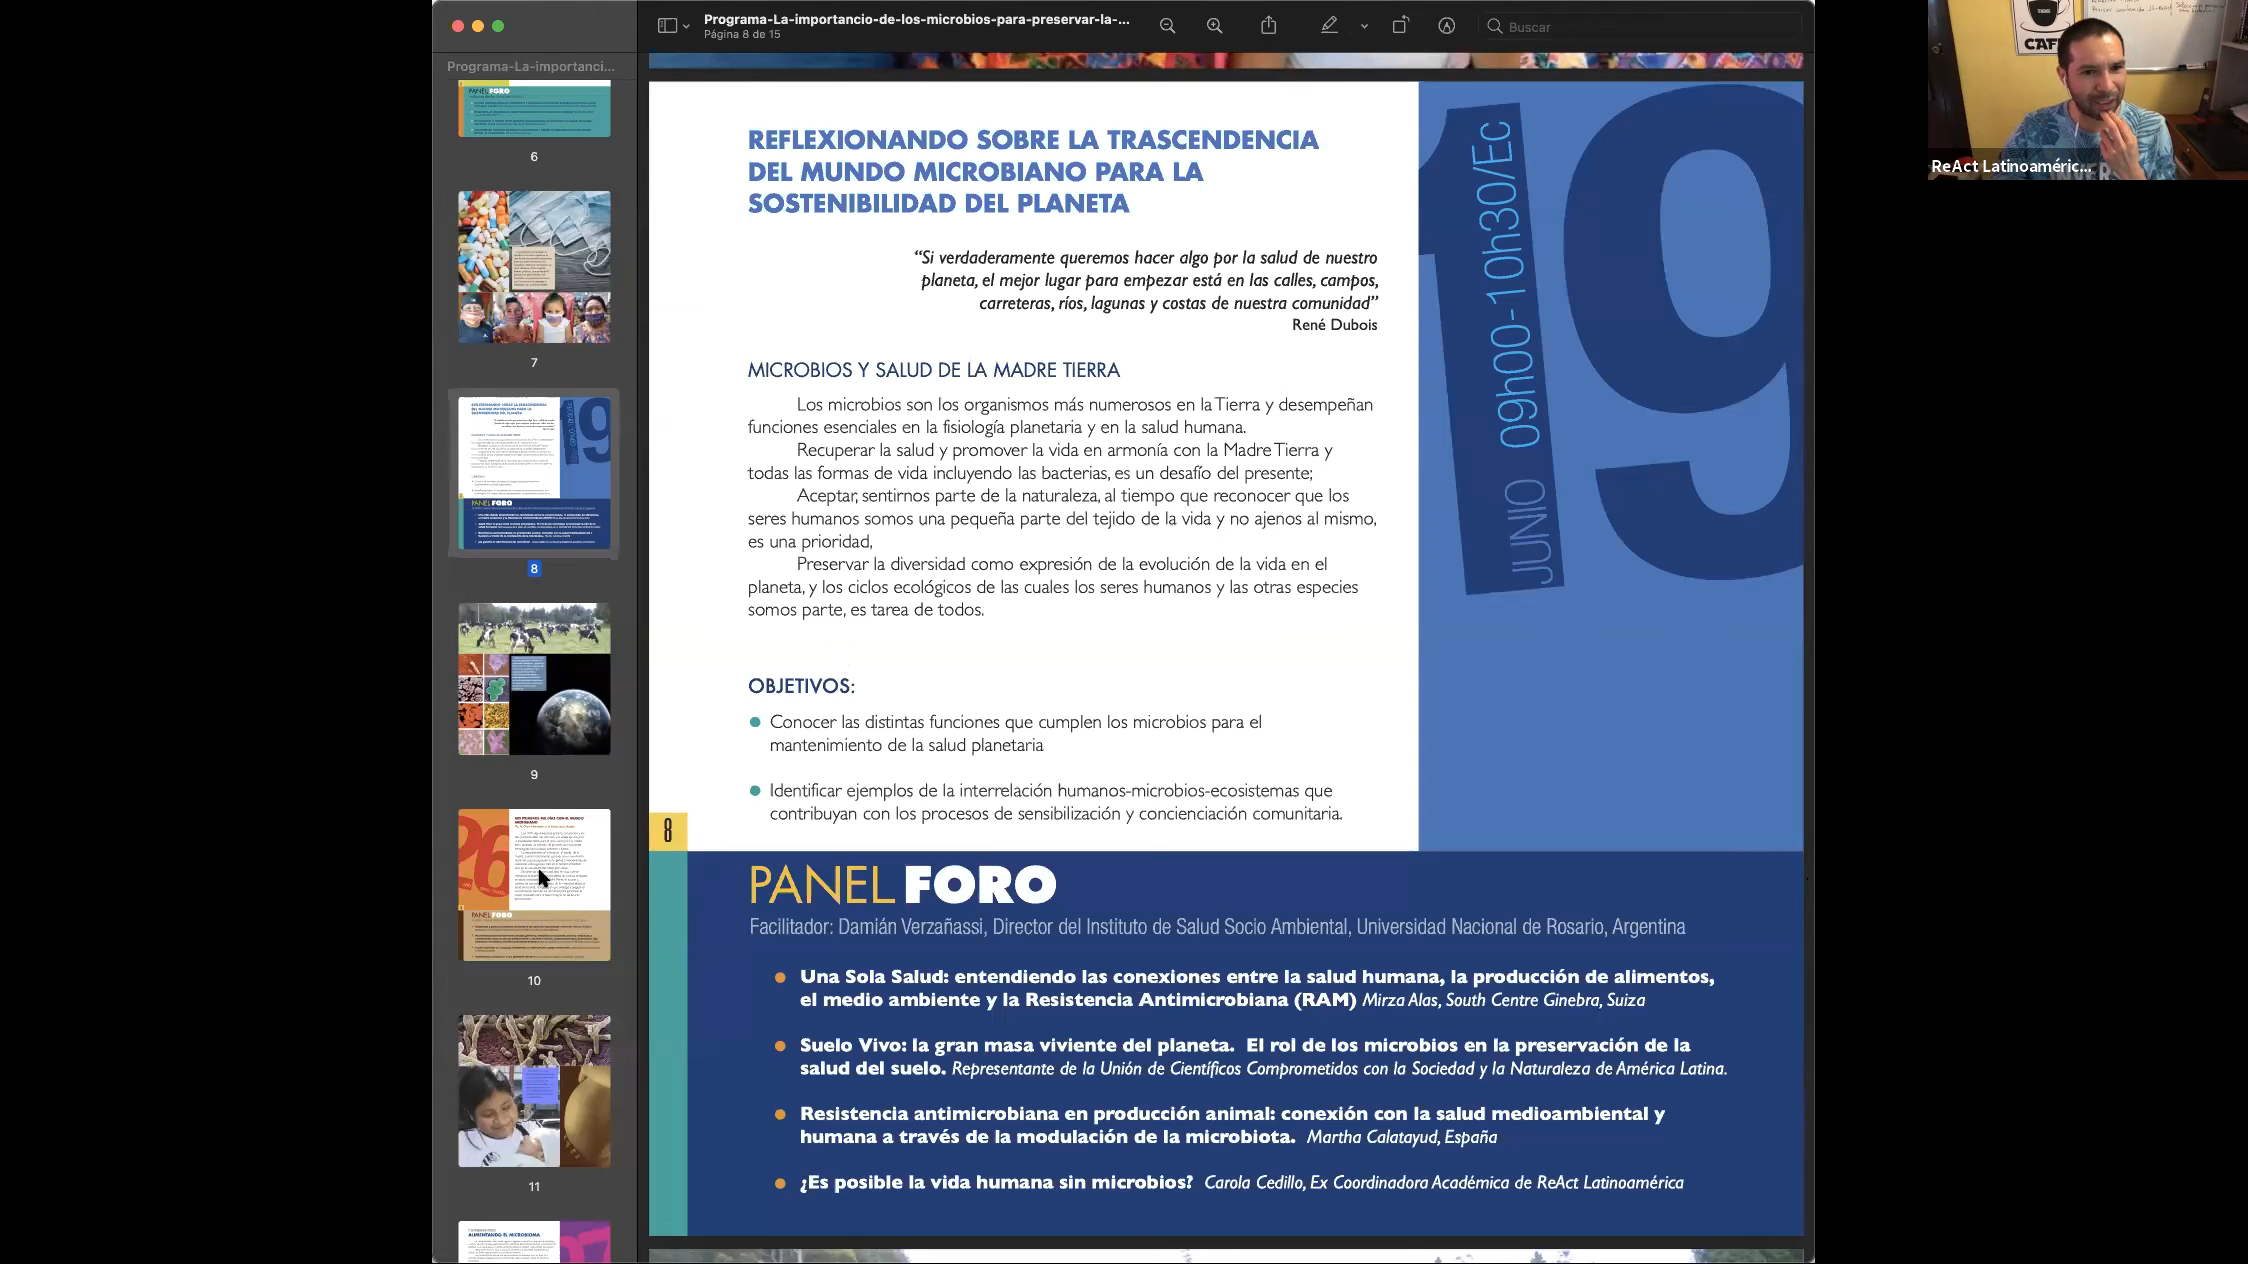 Programa-La-importancio-de-los-microbios-para-preservar-la-...
Página 8 de 15
Buscar
Programa-La-importanci...
PANEL FORO
6
7
8
9
10
11
PANEL FORO
26
PANEL FORO
ALIMENTANDO EL MICROBIOMA
REFLEXIONANDO SOBRE LA TRASCENDENCIA
DEL MUNDO MICROBIANO PARA LA
SOSTENIBILIDAD DEL PLANETA
“Si verdaderamente queremos hacer algo por la salud de nuestro
planeta, el mejor lugar para empezar está en las calles, campos,
carreteras, ríos, lagunas y costas de nuestra comunidad”
René Dubois
MICROBIOS Y SALUD DE LA MADRE TIERRA
Los microbios son los organismos más numerosos en la Tierra y desempeñan
funciones esenciales en la fisiología planetaria y en la salud humana.
Recuperar la salud y promover la vida en armonía con la Madre Tierra y
todas las formas de vida incluyendo las bacterias, es un desafío del presente;
Aceptar, sentirnos parte de la naturaleza, al tiempo que reconocer que los
seres humanos somos una pequeña parte del tejido de la vida y no ajenos al mismo,
es una prioridad,
Preservar la diversidad como expresión de la evolución de la vida en el
planeta, y los ciclos ecológicos de las cuales los seres humanos y las otras especies
somos parte, es tarea de todos.
OBJETIVOS:
Conocer las distintas funciones que cumplen los microbios para el
mantenimiento de la salud planetaria
Identificar ejemplos de la interrelación humanos-microbios-ecosistemas que
contribuyan con los procesos de sensibilización y concienciación comunitaria.
8
19
JUNIO 09h00-10h30/Ec
PANEL FORO
Facilitador: Damián Verzañassi, Director del Instituto de Salud Socio Ambiental, Universidad Nacional de Rosario, Argentina
Una Sola Salud: entendiendo las conexiones entre la salud humana, la producción de alimentos,
el medio ambiente y la Resistencia Antimicrobiana (RAM) Mirza Alas, South Centre Ginebra, Suiza
Suelo Vivo: la gran masa viviente del planeta. El rol de los microbios en la preservación de la
salud del suelo. Representante de la Unión de Científicos Comprometidos con la Sociedad y la Naturaleza de América Latina.
Resistencia antimicrobiana en producción animal: conexión con la salud medioambiental y
humana a través de la modulación de la microbiota. Martha Calatayud, España
¿Es posible la vida humana sin microbios? Carola Cedillo, Ex Coordinadora Académica de ReAct Latinoamérica
CAFE
ReAct Latinoaméric...